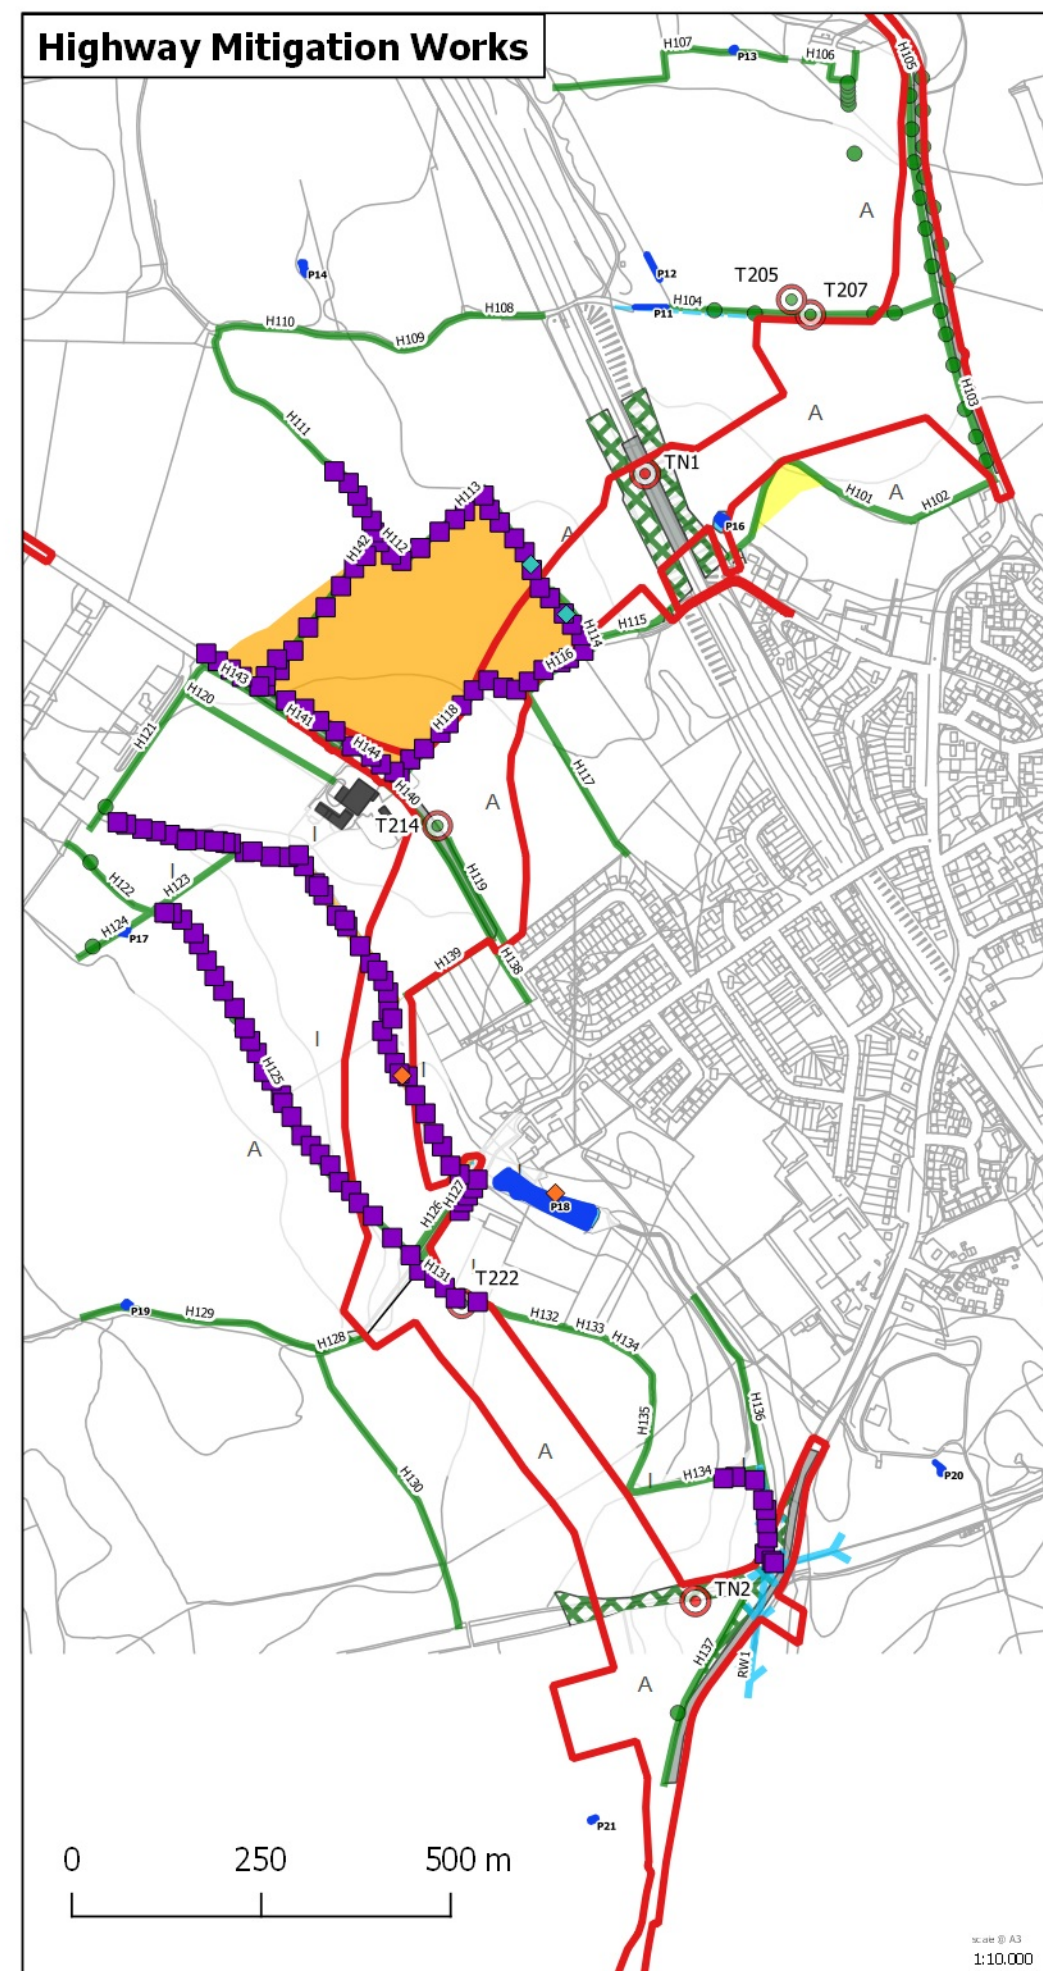 Highway Mitigation Works
H107
P13
H106
H105
A
P12
T205
T207
P14
H104
P11
H108
H110
H109
H103
A
H111
TN1
H101
A
H102
H113
P16
A
H142
H112
H114
H115
H116
H143
H120
H141
H118
H121
H144
H117
H140
A
T214
I
I
H119
H122
H123
H124
P17
H139
H138
I
H125
I
A
I
P18
H126
H127
I
H131
T222
P19
H129
H132
H133
H134
H128
H136
H135
A
I
H134
I
P20
H130
TN2
H137
RW1
A
P21
0 250 500 m
scale @ A3
1:10.000